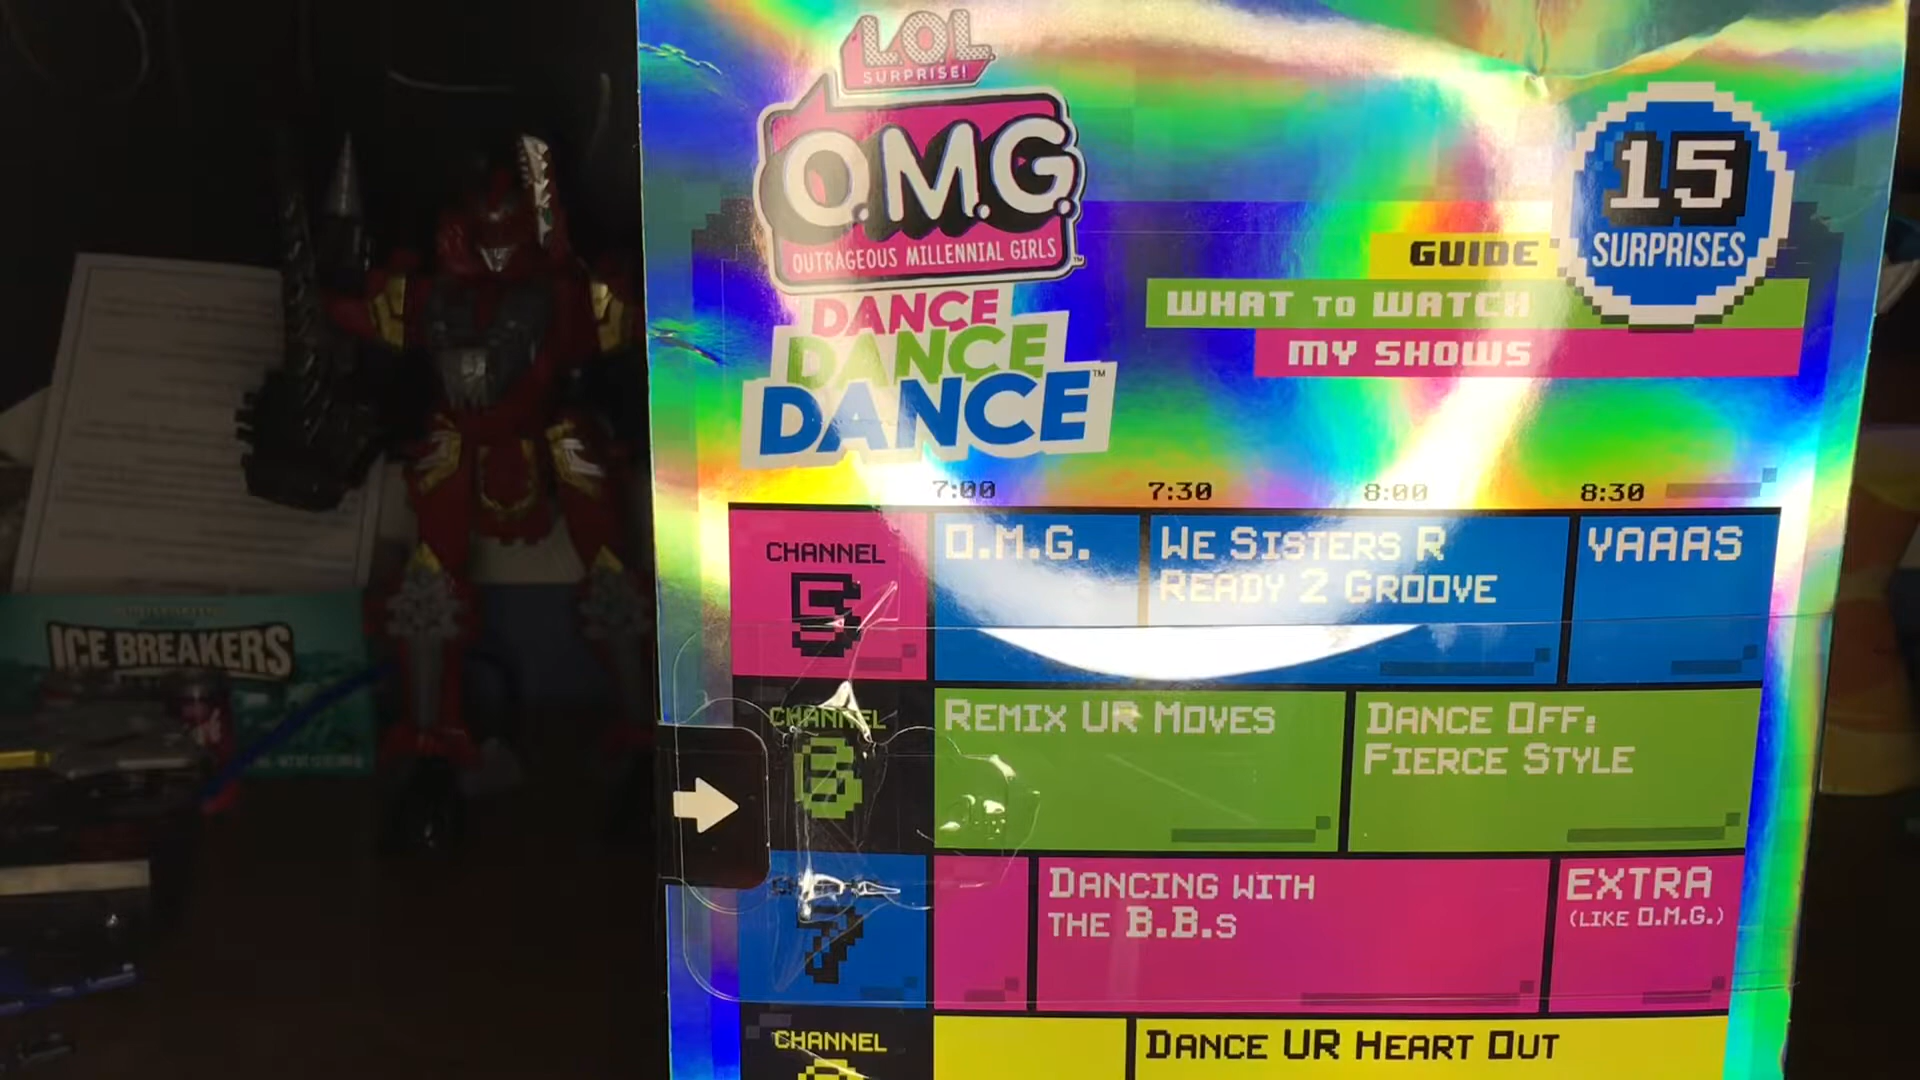 L.O.L.
SURPRISE!
O.M.G.
OUTRAGEOUS MILLENNIAL GIRLS
DANCE
DANCE
DANCE™
15
SURPRISES
GUIDE
WHAT TO WATCH
MY SHOWS
7:00 7:30 8:00 8:30
CHANNEL
5
O.M.G.
WE SISTERS R
READY 2 GROOVE
YAAAS
CHANNEL
6
REMIX UR MOVES
DANCE OFF:
FIERCE STYLE
7
DANCING WITH
THE B.B.s
EXTRA
(LIKE O.M.G.)
CHANNEL
DANCE UR HEART OUT
ICE BREAKERS